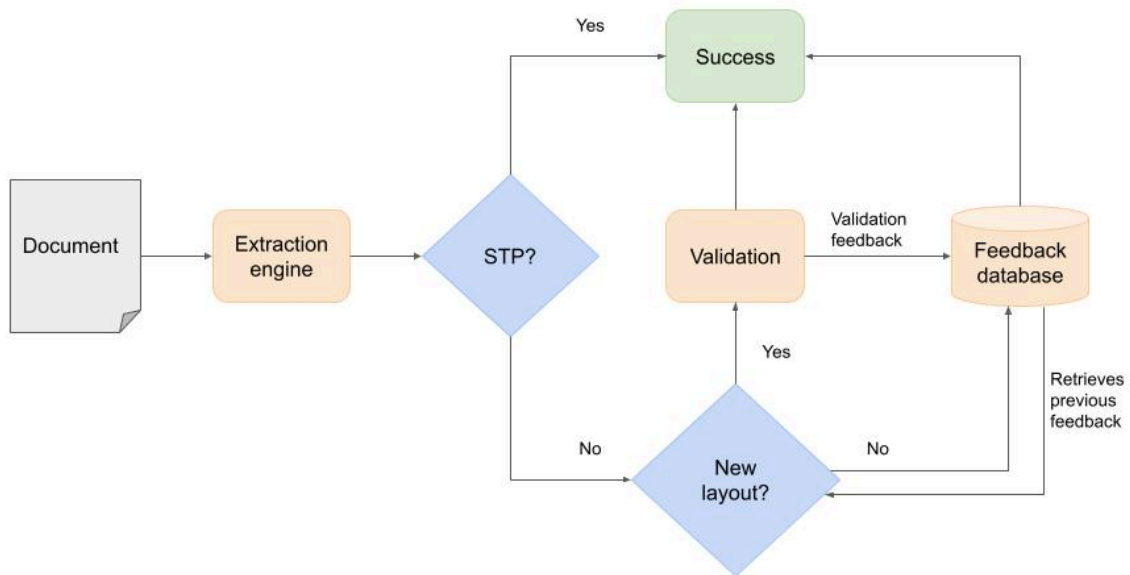 Yes
Success
Document
Extraction
engine
STP?
Validation
Validation
feedback
Feedback
database
Yes
Retrieves
previous
feedback
No
New
layout?
No